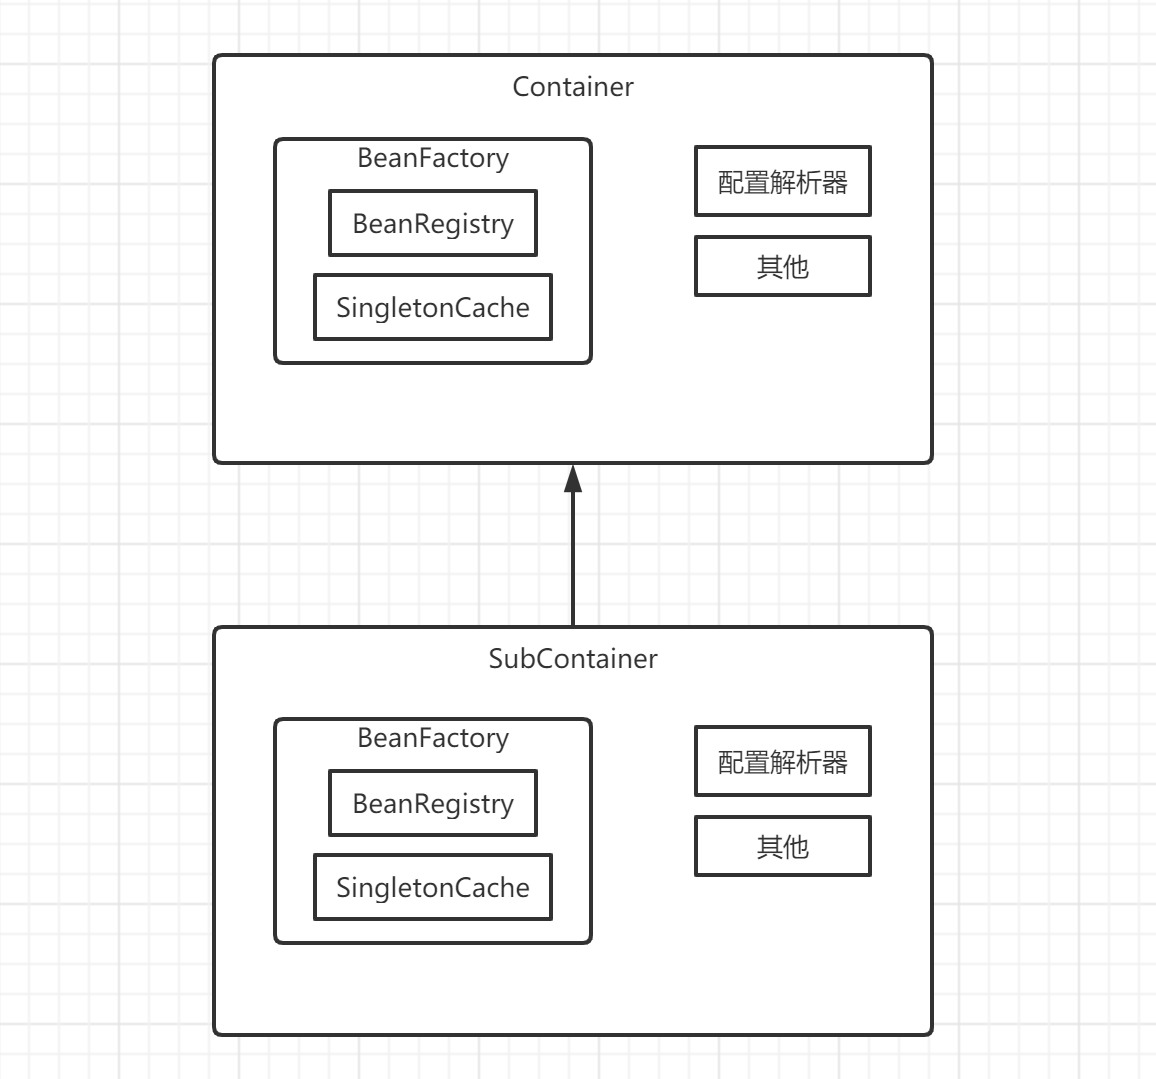 Container
BeanFactory
BeanRegistry
SingletonCache
配置解析器
其他
SubContainer
BeanFactory
BeanRegistry
SingletonCache
配置解析器
其他